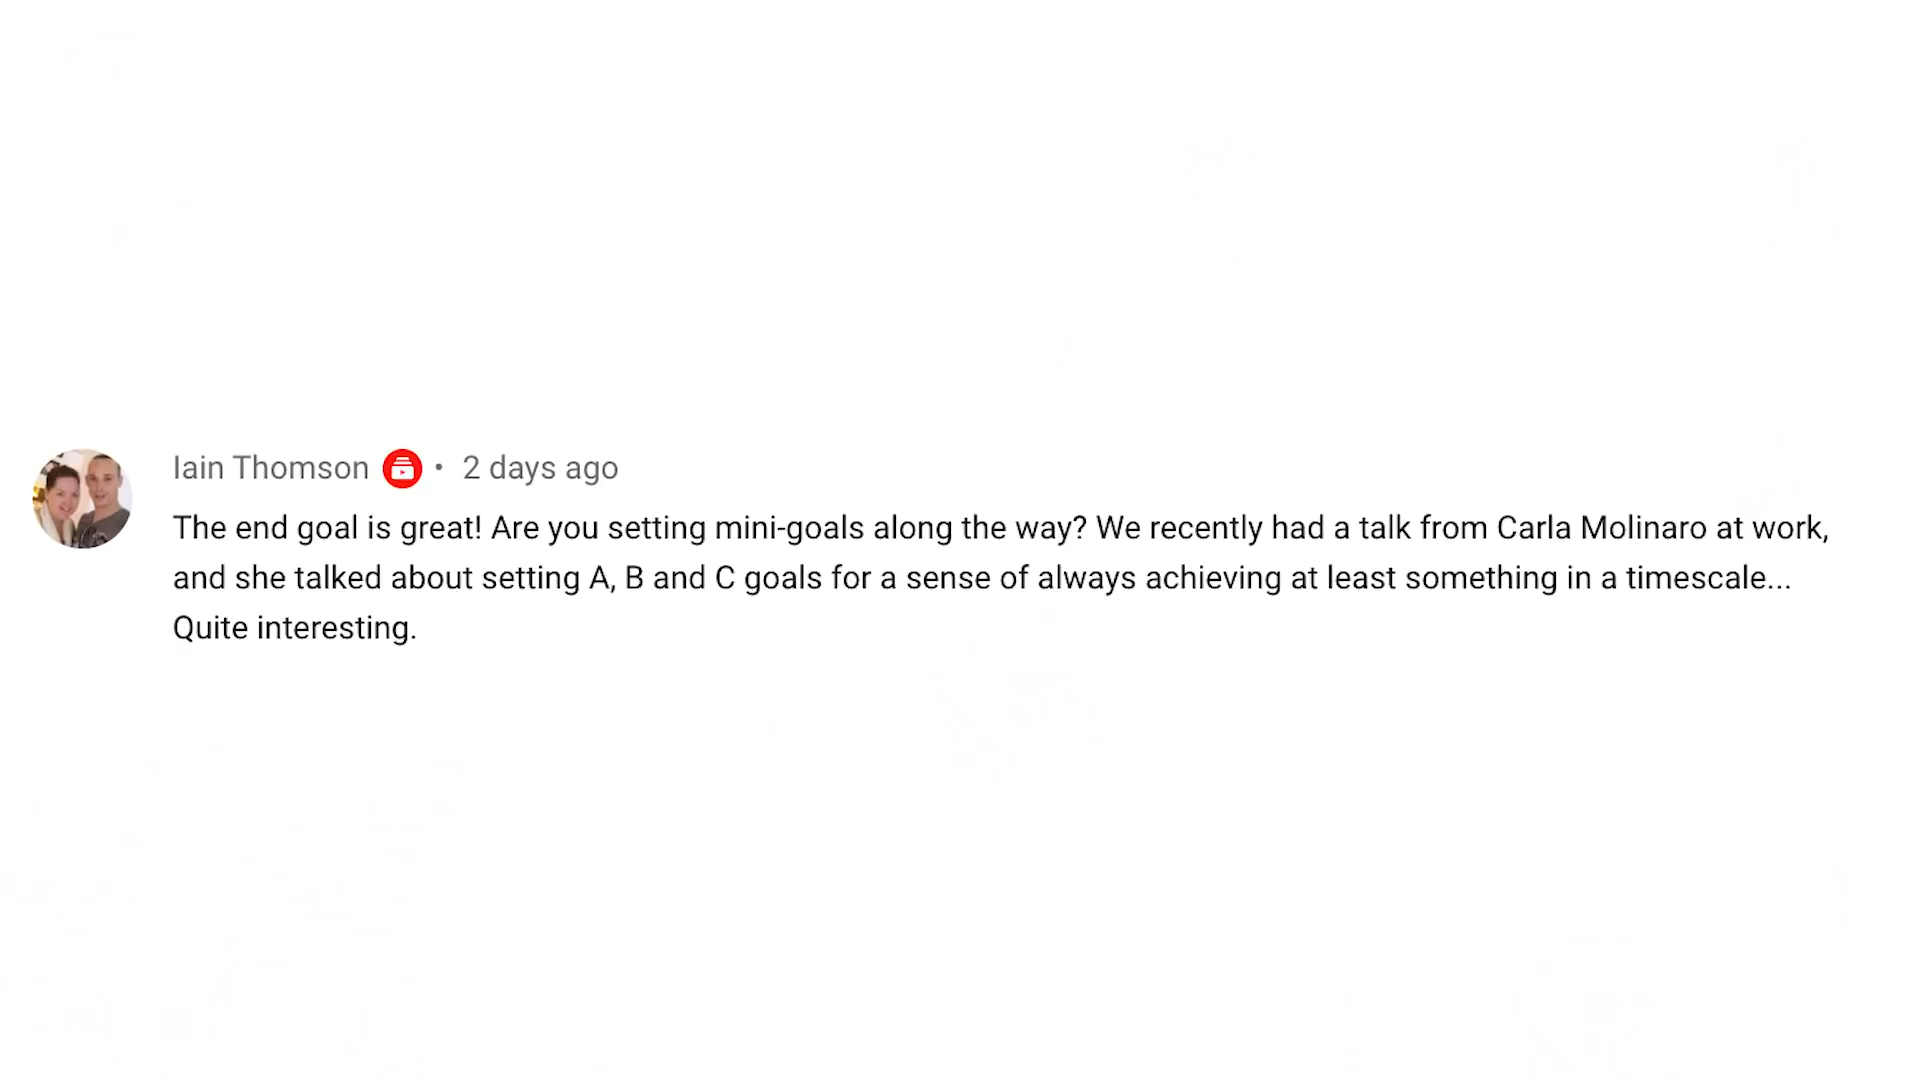 Iain Thomson • 2 days ago
The end goal is great! Are you setting mini-goals along the way? We recently had a talk from Carla Molinaro at work,
and she talked about setting A, B and C goals for a sense of always achieving at least something in a timescale...
Quite interesting.